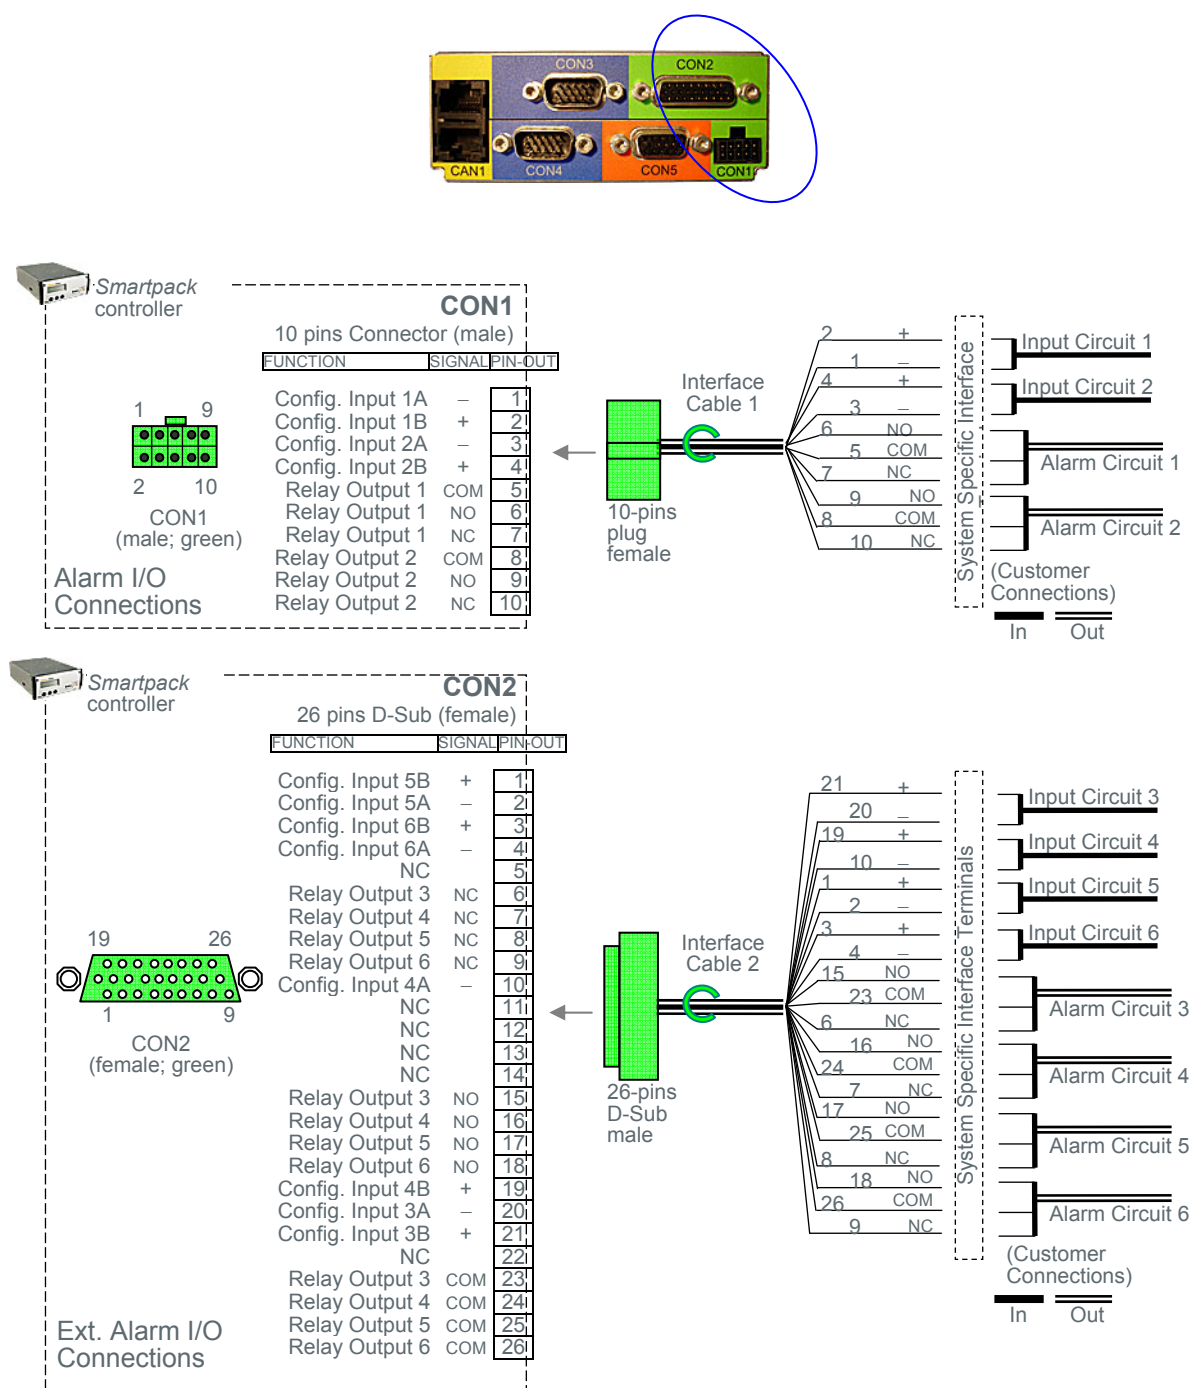 CON3
CON2
CAN1
CON4
CON5
CON1
Smartpack
controller
CON1
10 pins Connector (male)
FUNCTION SIGNAL PIN-OUT
Config. Input 1A – 1
Config. Input 1B + 2
Config. Input 2A – 3
Config. Input 2B + 4
Relay Output 1 COM 5
Relay Output 1 NO 6
Relay Output 1 NC 7
Relay Output 2 COM 8
Relay Output 2 NO 9
Relay Output 2 NC 10
1 9
2 10
CON1
(male; green)
Alarm I/O
Connections
Interface
Cable 1
10-pins
plug
female
2 +
1 –
4 +
3 –
6 NO
5 COM
7 NC
9 NO
8 COM
10 NC
System Specific Interface
Input Circuit 1
Input Circuit 2
Alarm Circuit 1
Alarm Circuit 2
(Customer
Connections)
In Out
Smartpack
controller
CON2
26 pins D-Sub (female)
FUNCTION SIGNAL PIN-OUT
Config. Input 5B + 1
Config. Input 5A – 2
Config. Input 6B + 3
Config. Input 6A – 4
NC 5
Relay Output 3 NC 6
Relay Output 4 NC 7
Relay Output 5 NC 8
Relay Output 6 NC 9
Config. Input 4A – 10
NC 11
NC 12
NC 13
NC 14
Relay Output 3 NO 15
Relay Output 4 NO 16
Relay Output 5 NO 17
Relay Output 6 NO 18
Config. Input 4B + 19
Config. Input 3A – 20
Config. Input 3B + 21
NC 22
Relay Output 3 COM 23
Relay Output 4 COM 24
Relay Output 5 COM 25
Relay Output 6 COM 26
19 26
1 9
CON2
(female; green)
Ext. Alarm I/O
Connections
Interface
Cable 2
26-pins
D-Sub
male
21 +
20 –
19 +
10 –
1 +
2 –
3 +
4 –
15 NO
23 COM
6 NC
16 NO
24 COM
7 NC
17 NO
25 COM
8 NC
18 NO
26 COM
9 NC
System Specific Interface Terminals
Input Circuit 3
Input Circuit 4
Input Circuit 5
Input Circuit 6
Alarm Circuit 3
Alarm Circuit 4
Alarm Circuit 5
Alarm Circuit 6
(Customer
Connections)
In Out